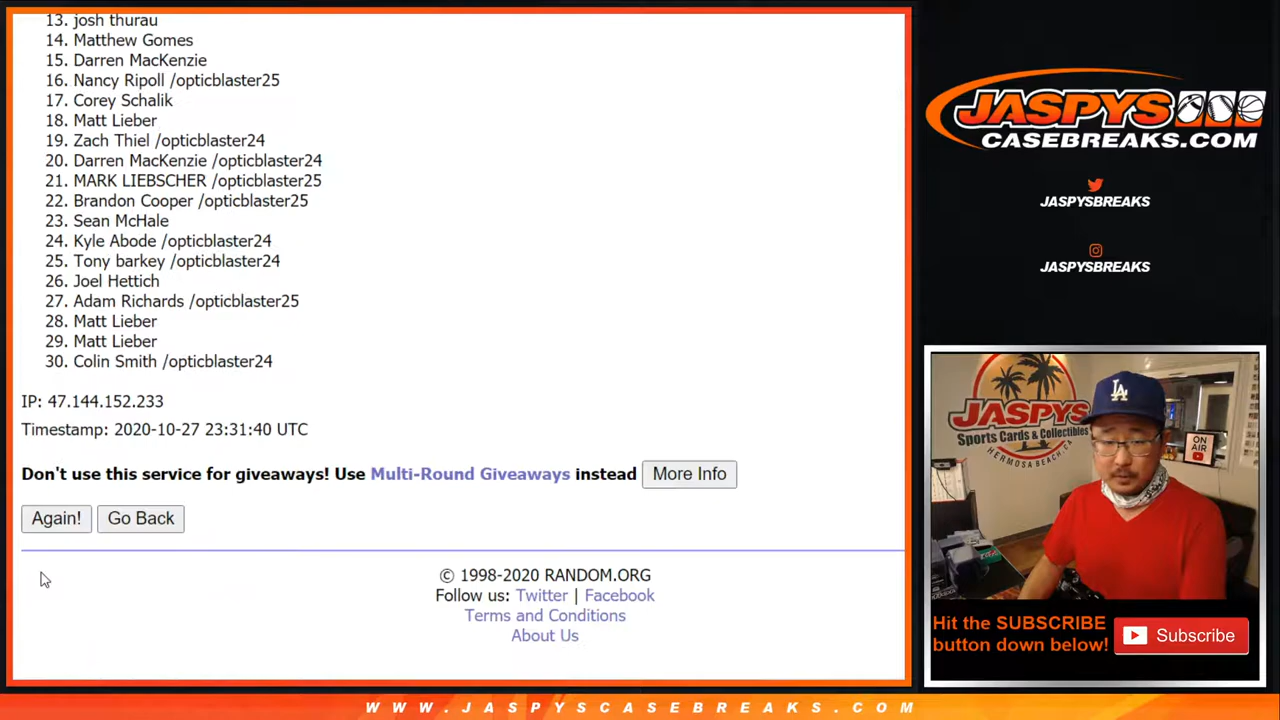 13. josh thurau
14. Matthew Gomes
15. Darren MacKenzie
16. Nancy Ripoll /opticblaster25
17. Corey Schalik
18. Matt Lieber
19. Zach Thiel /opticblaster24
20. Darren MacKenzie /opticblaster24
21. MARK LIEBSCHER /opticblaster25
22. Brandon Cooper /opticblaster25
23. Sean McHale
24. Kyle Abode /opticblaster24
25. Tony barkey /opticblaster24
26. Joel Hettich
27. Adam Richards /opticblaster25
28. Matt Lieber
29. Matt Lieber
30. Colin Smith /opticblaster24
IP: 47.144.152.233
Timestamp: 2020-10-27 23:31:40 UTC
Don't use this service for giveaways! Use Multi-Round Giveaways instead More Info
Again! Go Back
© 1998-2020 RANDOM.ORG
Follow us: Twitter | Facebook
Terms and Conditions
About Us
JASPYS
CASEBREAKS.COM
JASPYSBREAKS
JASPYSBREAKS
JASPYS
Sports Cards & Collectibles
HERMOSA BEACH, CA
LA
ON AIR
Hit the SUBSCRIBE
button down below!
Subscribe
WWW.JASPYSCASEBREAKS.COM